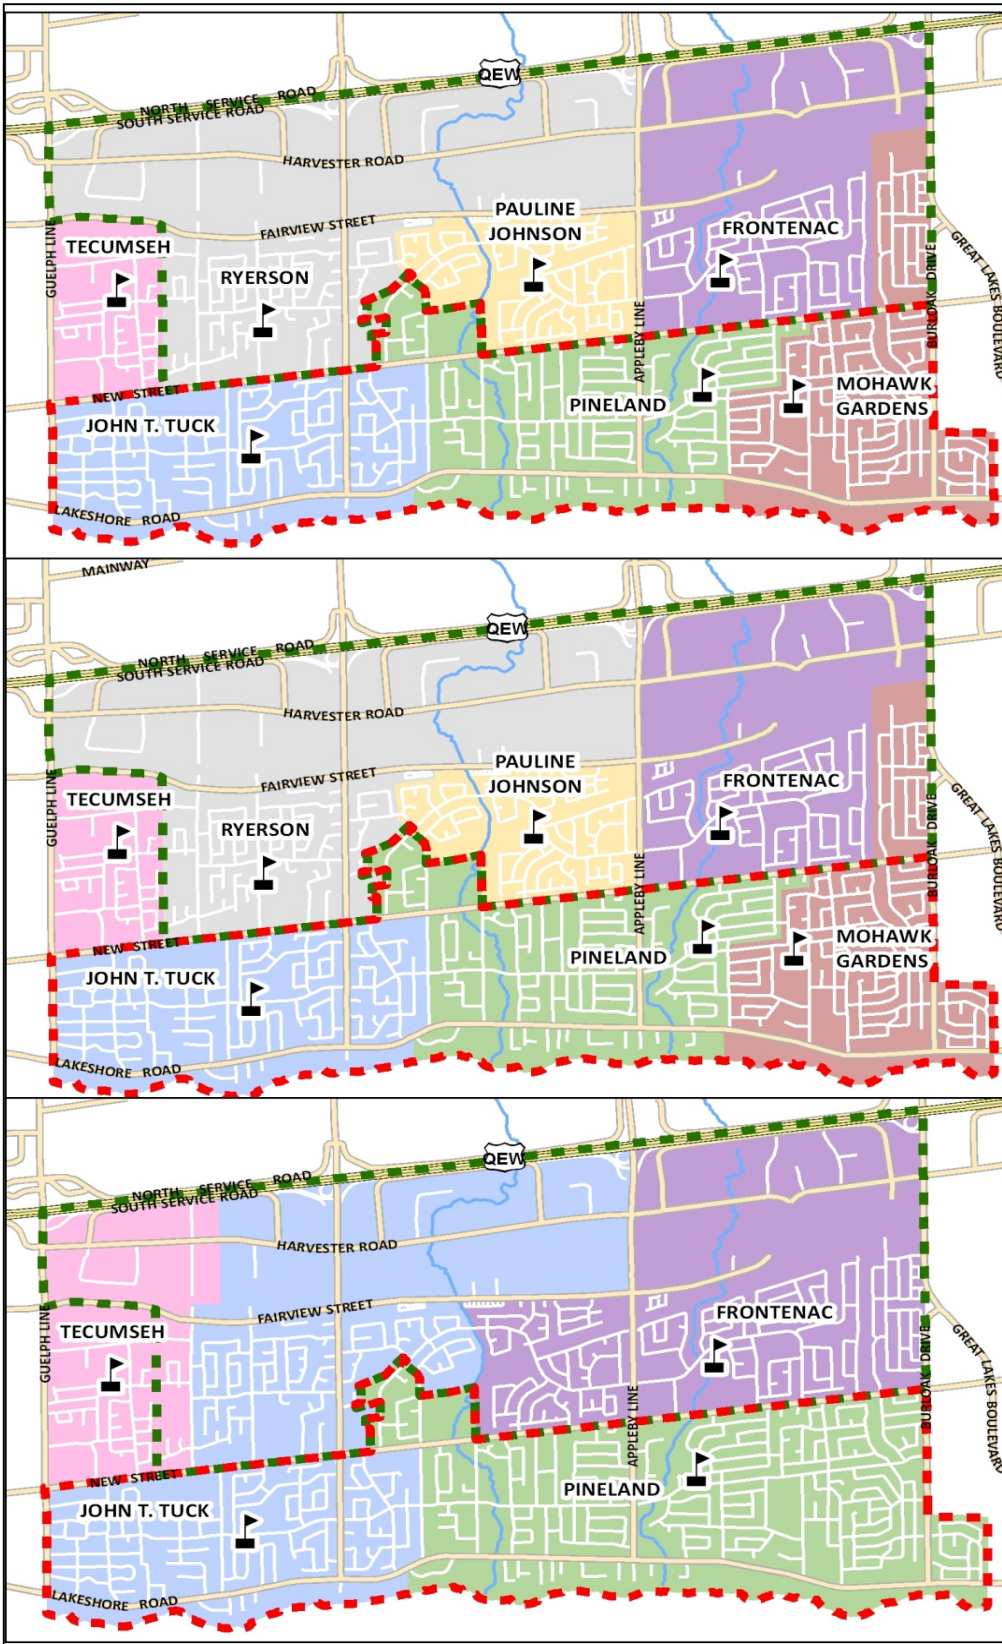 QEW
NORTH SERVICE ROAD
SOUTH SERVICE ROAD
HARVESTER ROAD
FAIRVIEW STREET
GUELPH LINE
TECUMSEH
RYERSON
PAULINE
JOHNSON
FRONTENAC
GREAT LAKES BOULEVARD
BURLOAK DRIVE
APPLEBY LINE
NEW STREET
JOHN T. TUCK
PINELAND
MOHAWK
GARDENS
LAKESHORE ROAD
MAINWAY
QEW
NORTH SERVICE ROAD
SOUTH SERVICE ROAD
HARVESTER ROAD
FAIRVIEW STREET
GUELPH LINE
TECUMSEH
RYERSON
PAULINE
JOHNSON
FRONTENAC
GREAT LAKES BOULEVARD
BURLOAK DRIVE
APPLEBY LINE
NEW STREET
JOHN T. TUCK
PINELAND
MOHAWK
GARDENS
LAKESHORE ROAD
QEW
NORTH SERVICE ROAD
SOUTH SERVICE ROAD
HARVESTER ROAD
FAIRVIEW STREET
GUELPH LINE
TECUMSEH
FRONTENAC
GREAT LAKES BOULEVARD
BURLOAK DRIVE
APPLEBY LINE
NEW STREET
JOHN T. TUCK
PINELAND
LAKESHORE ROAD